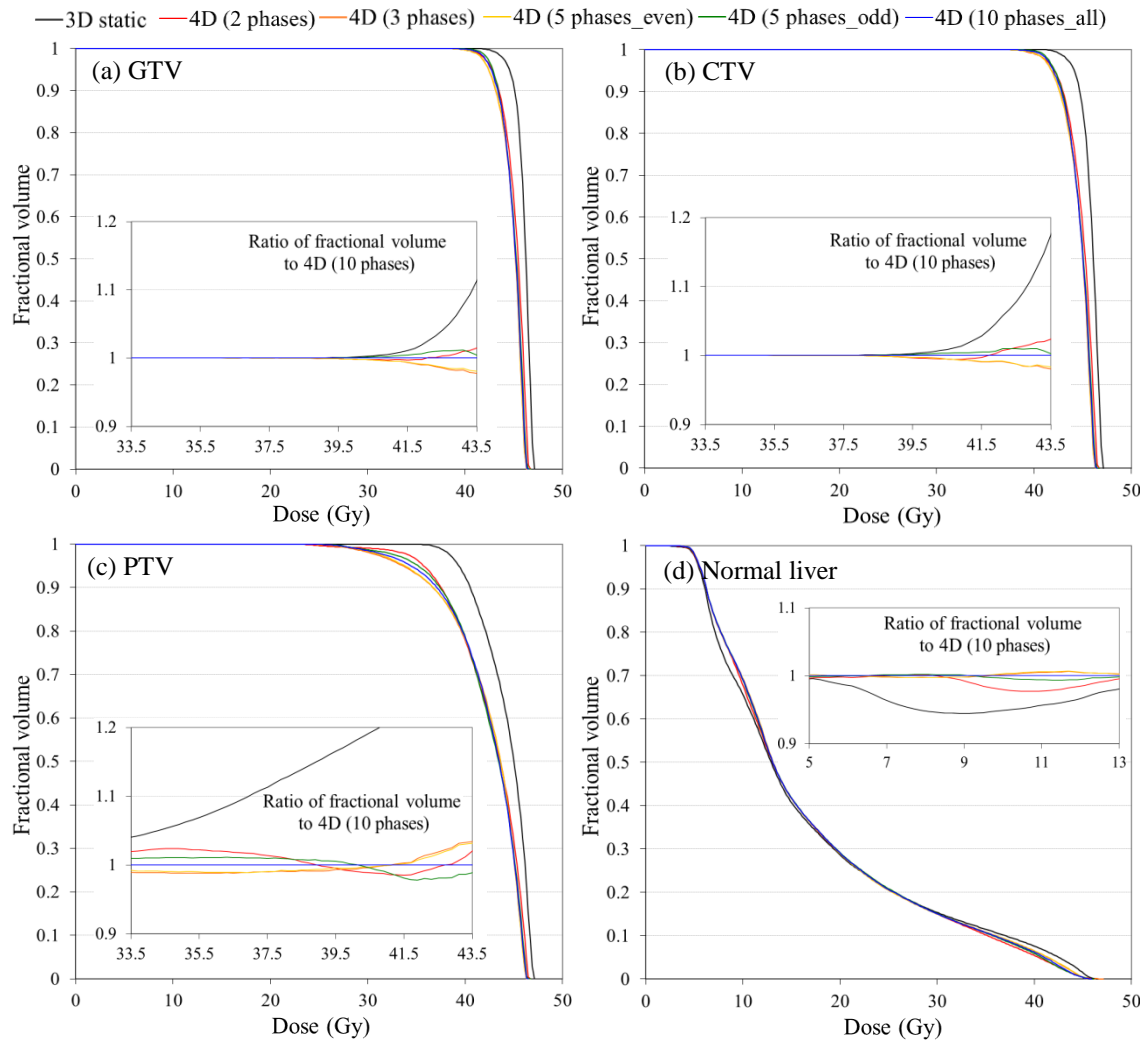 3D static 4D (2 phases) 4D (3 phases) 4D (5 phases_even) 4D (5 phases_odd) 4D (10 phases_all)
(a) GTV
Fractional volume
1
0.9
0.8
0.7
0.6
0.5
0.4
0.3
0.2
0.1
0
0 10 20 30 40 50
Dose (Gy)
Ratio of fractional volume
to 4D (10 phases)
1.2
1.1
1
0.9
33.5 35.5 37.5 39.5 41.5 43.5
(b) CTV
Fractional volume
1
0.9
0.8
0.7
0.6
0.5
0.4
0.3
0.2
0.1
0
0 10 20 30 40 50
Dose (Gy)
Ratio of fractional volume
to 4D (10 phases)
1.2
1.1
1
0.9
33.5 35.5 37.5 39.5 41.5 43.5
(c) PTV
Fractional volume
1
0.9
0.8
0.7
0.6
0.5
0.4
0.3
0.2
0.1
0
0 10 20 30 40 50
Dose (Gy)
Ratio of fractional volume
to 4D (10 phases)
1.2
1.1
1
0.9
33.5 35.5 37.5 39.5 41.5 43.5
(d) Normal liver
Fractional volume
1
0.9
0.8
0.7
0.6
0.5
0.4
0.3
0.2
0.1
0
0 10 20 30 40 50
Dose (Gy)
Ratio of fractional volume
to 4D (10 phases)
1.1
1
0.9
5 7 9 11 13